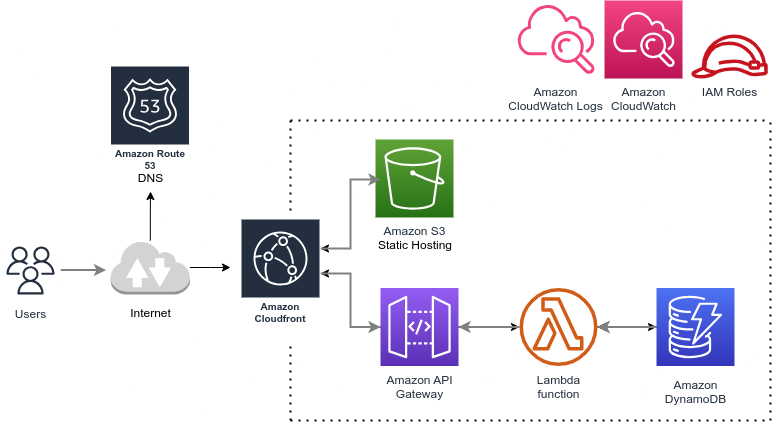 Amazon
CloudWatch Logs
Amazon
CloudWatch
IAM Roles
53
Amazon Route
53
DNS
Amazon S3
Static Hosting
Users
Internet
Amazon
Cloudfront
</>
Amazon API
Gateway
Lambda
function
Amazon
DynamoDB